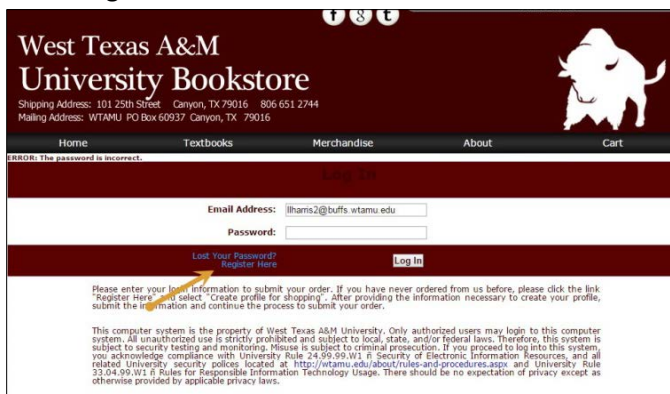 f 8 t
West Texas A&M
University Bookstore
Shipping Address: 101 25th Street Canyon, TX 79016 806 651 2744
Mailing Address: WTAMU PO Box 60937 Canyon, TX 79016
Home Textbooks Merchandise About Cart
ERROR: The password is incorrect.
Log In
Email Address: llharris2@buffs.wtamu.edu
Password:
Lost Your Password?
Register Here
Log In
Please enter your login information to submit your order. If you have never ordered from us before, please click the link
"Register Here" and select "Create profile for shopping". After providing the information necessary to create your profile,
submit the information and continue the process to submit your order.
This computer system is the property of West Texas A&M University. Only authorized users may login to this computer
system. All unauthorized use is strictly prohibited and subject to local, state, and/or federal laws. Therefore, this system is
subject to security testing and monitoring. Misuse is subject to criminal prosecution. If you proceed to log into this system,
you acknowledge compliance with University Rule 24.99.99.W1 ñ Security of Electronic Information Resources, and all
related University security polices located at http://wtamu.edu/about/rules-and-procedures.aspx and University Rule
33.04.99.W1 ñ Rules for Responsible Information Technology Usage. There should be no expectation of privacy except as
otherwise provided by applicable privacy laws.